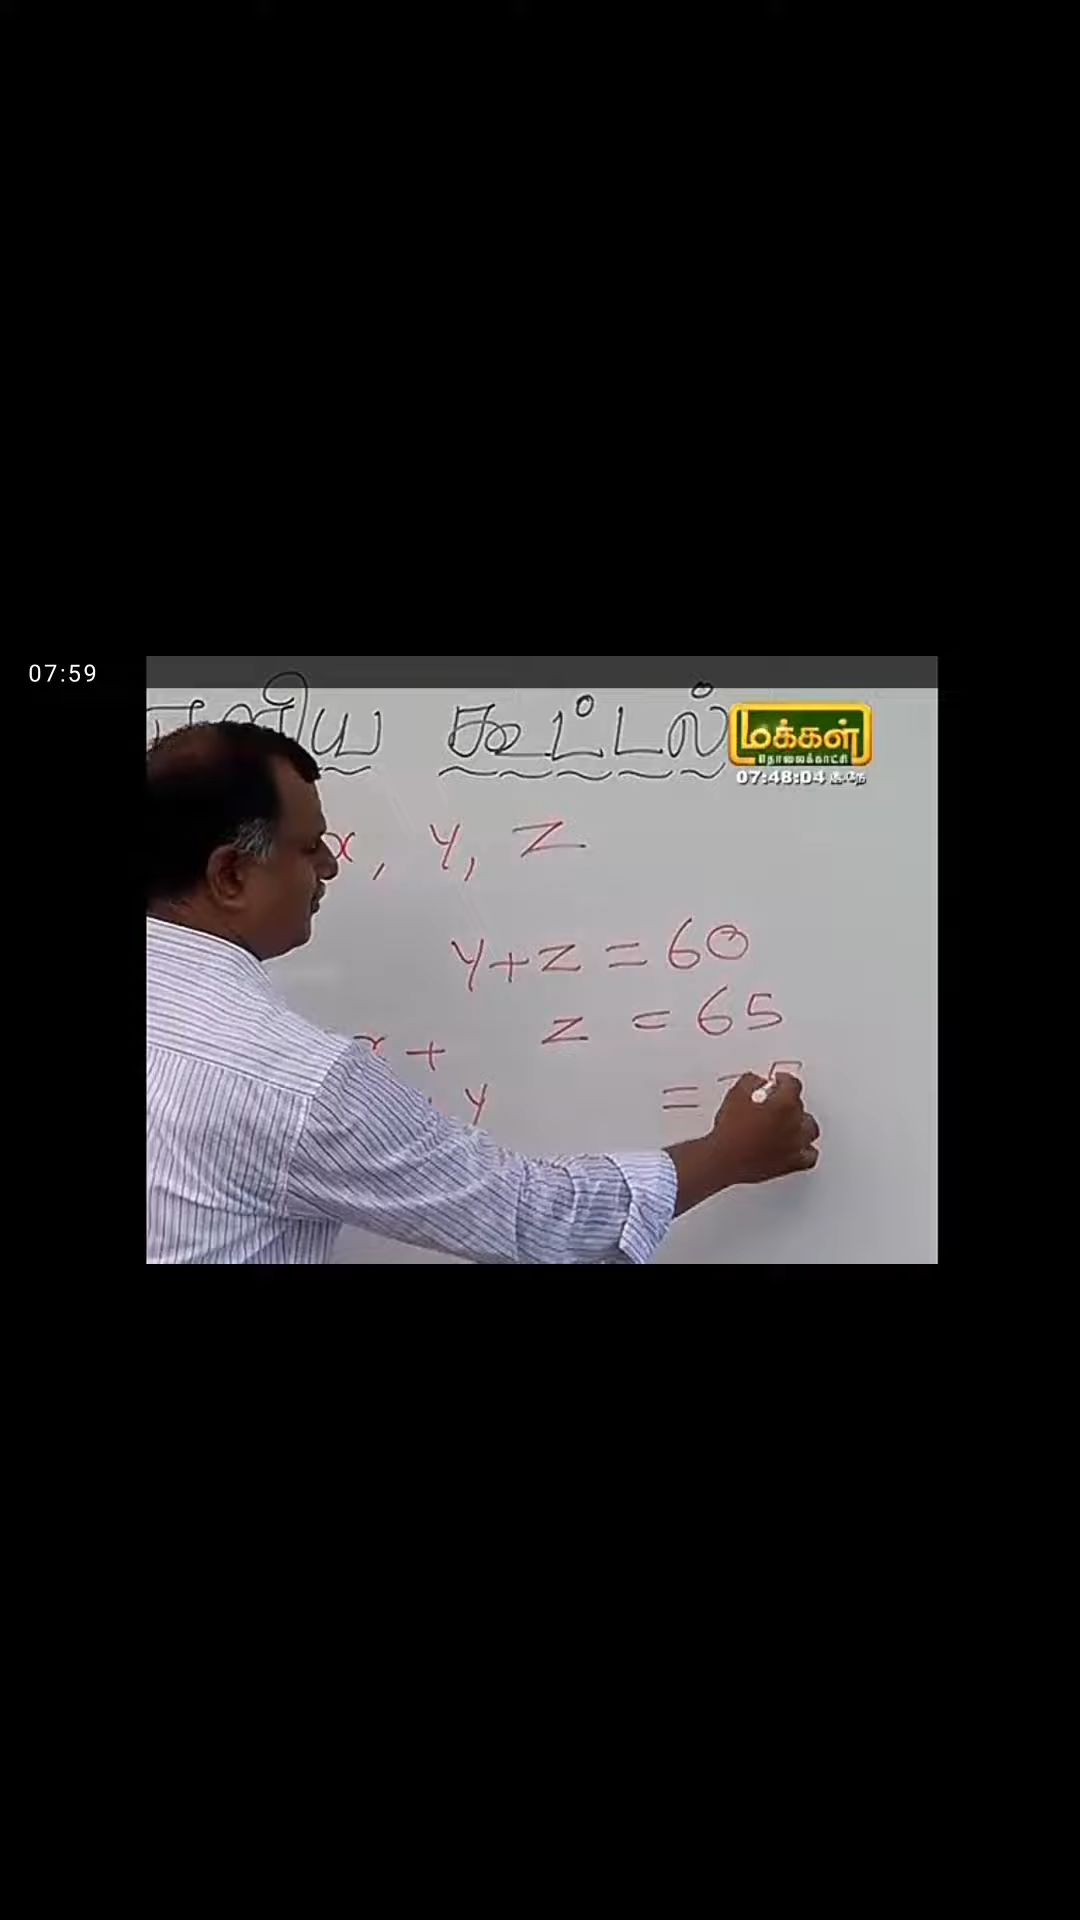 07:59
கூட்டல்
மக்கள்
தொலைக்காட்சி
07:48:04 மு.ப
x, y, z
y+z = 60
x + z = 65
y =